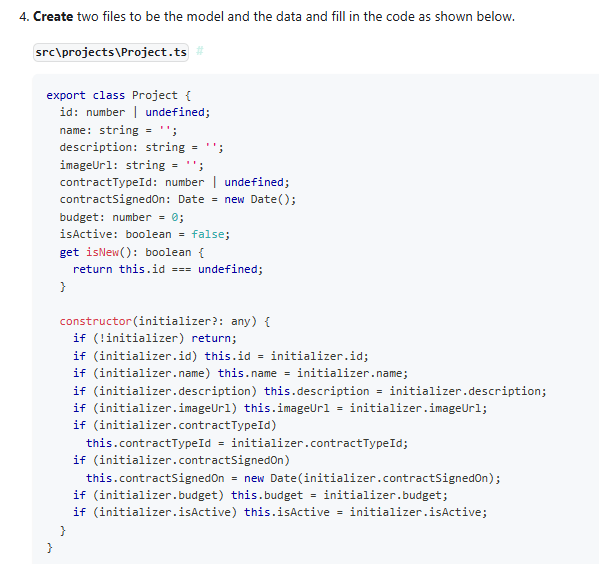 4. Create two files to be the model and the data and fill in the code as shown below.
src\projects\Project.ts #
export class Project {
  id: number | undefined;
  name: string = '';
  description: string = '';
  imageUrl: string = '';
  contractTypeId: number | undefined;
  contractSignedOn: Date = new Date();
  budget: number = 0;
  isActive: boolean = false;
  get isNew(): boolean {
    return this.id === undefined;
  }
  constructor(initializer?: any) {
    if (!initializer) return;
    if (initializer.id) this.id = initializer.id;
    if (initializer.name) this.name = initializer.name;
    if (initializer.description) this.description = initializer.description;
    if (initializer.imageUrl) this.imageUrl = initializer.imageUrl;
    if (initializer.contractTypeId)
      this.contractTypeId = initializer.contractTypeId;
    if (initializer.contractSignedOn)
      this.contractSignedOn = new Date(initializer.contractSignedOn);
    if (initializer.budget) this.budget = initializer.budget;
    if (initializer.isActive) this.isActive = initializer.isActive;
  }
}